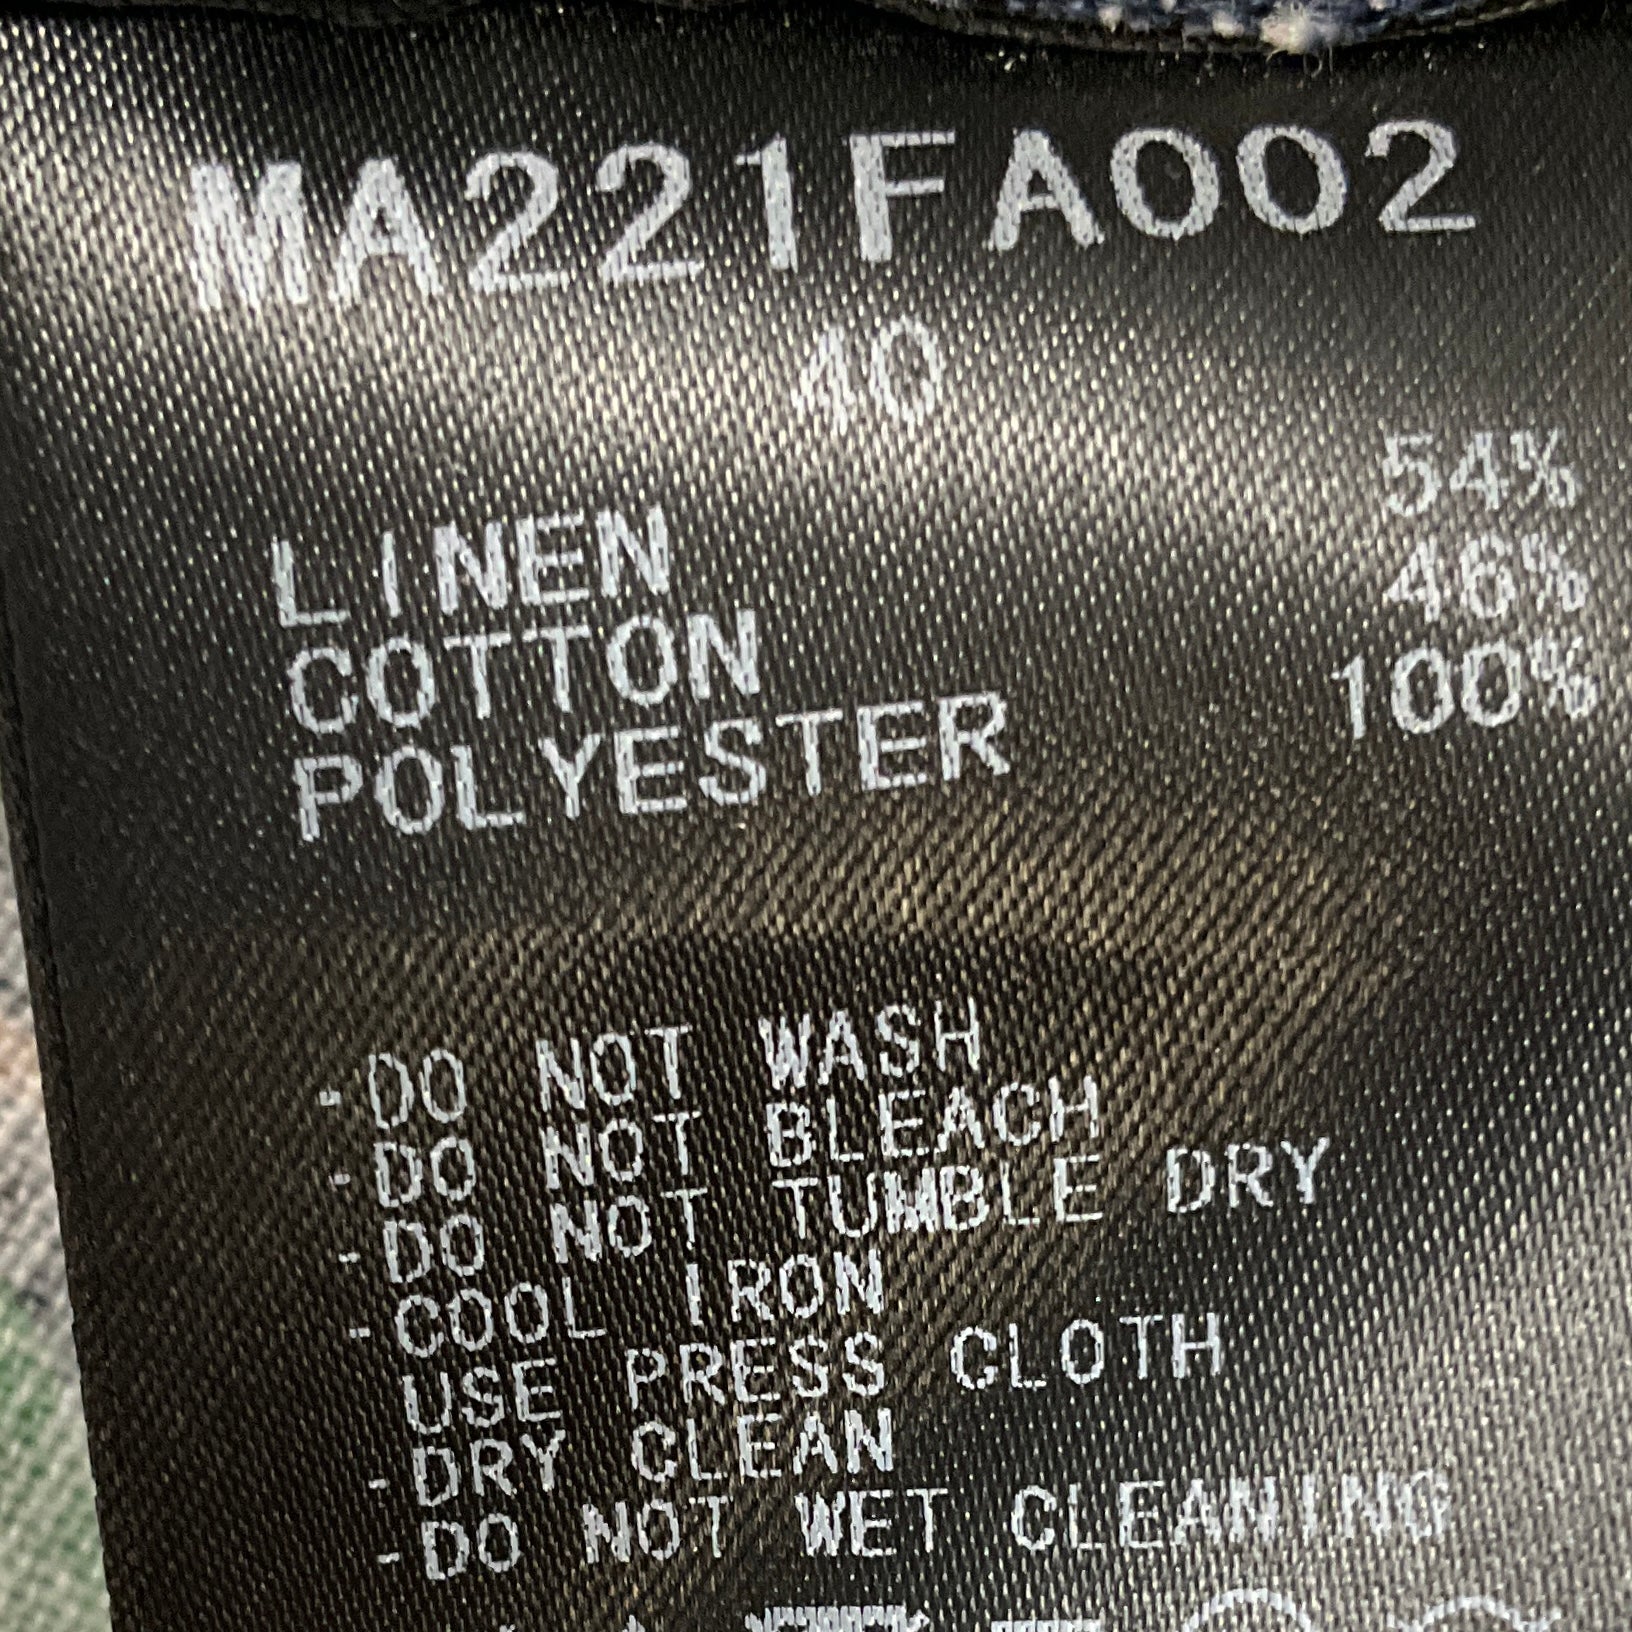 MA221FA002
40
LINEN 54%
COTTON 46%
POLYESTER 100%
-DO NOT WASH
-DO NOT BLEACH
-DO NOT TUMBLE DRY
-COOL IRON
USE PRESS CLOTH
-DRY CLEAN
-DO NOT WET CLEANING